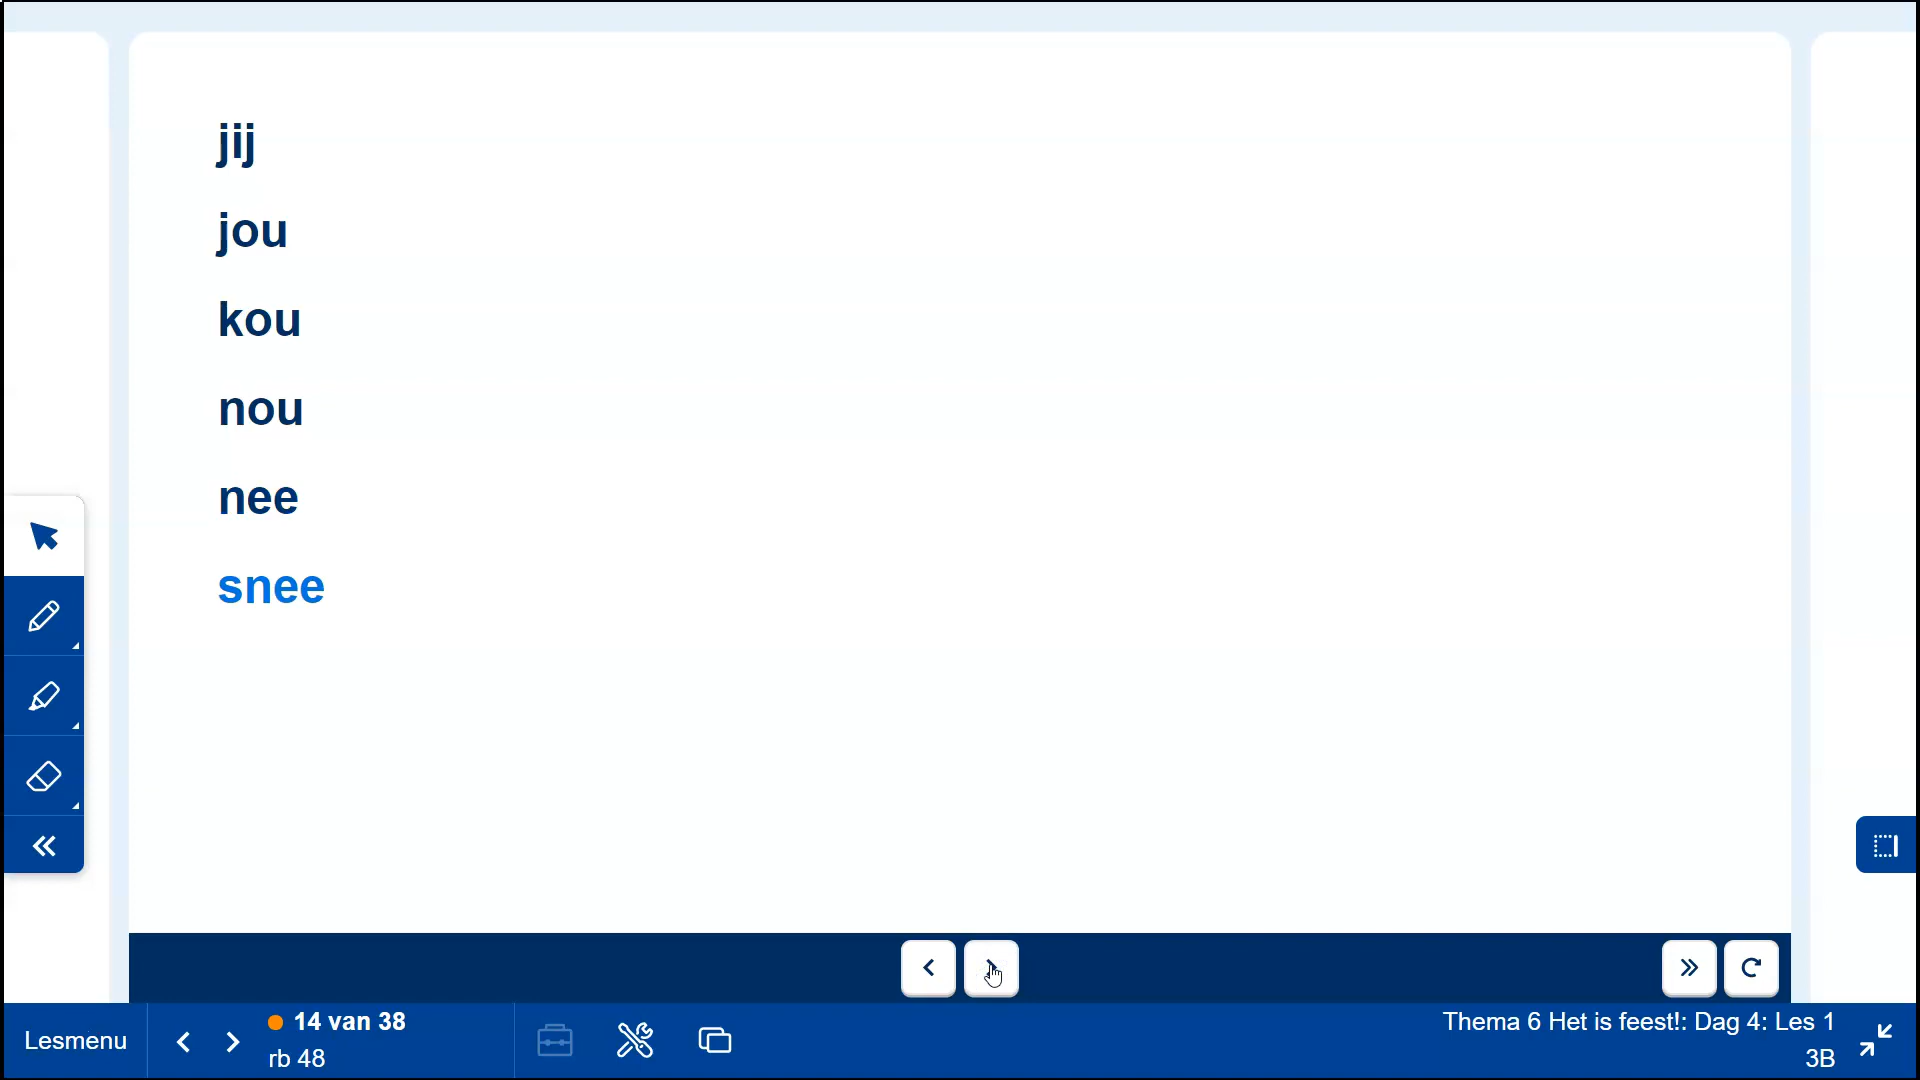 jij
jou
kou
nou
nee
snee
Lesmenu
14 van 38
rb 48
Thema 6 Het is feest!: Dag 4: Les 1
3B